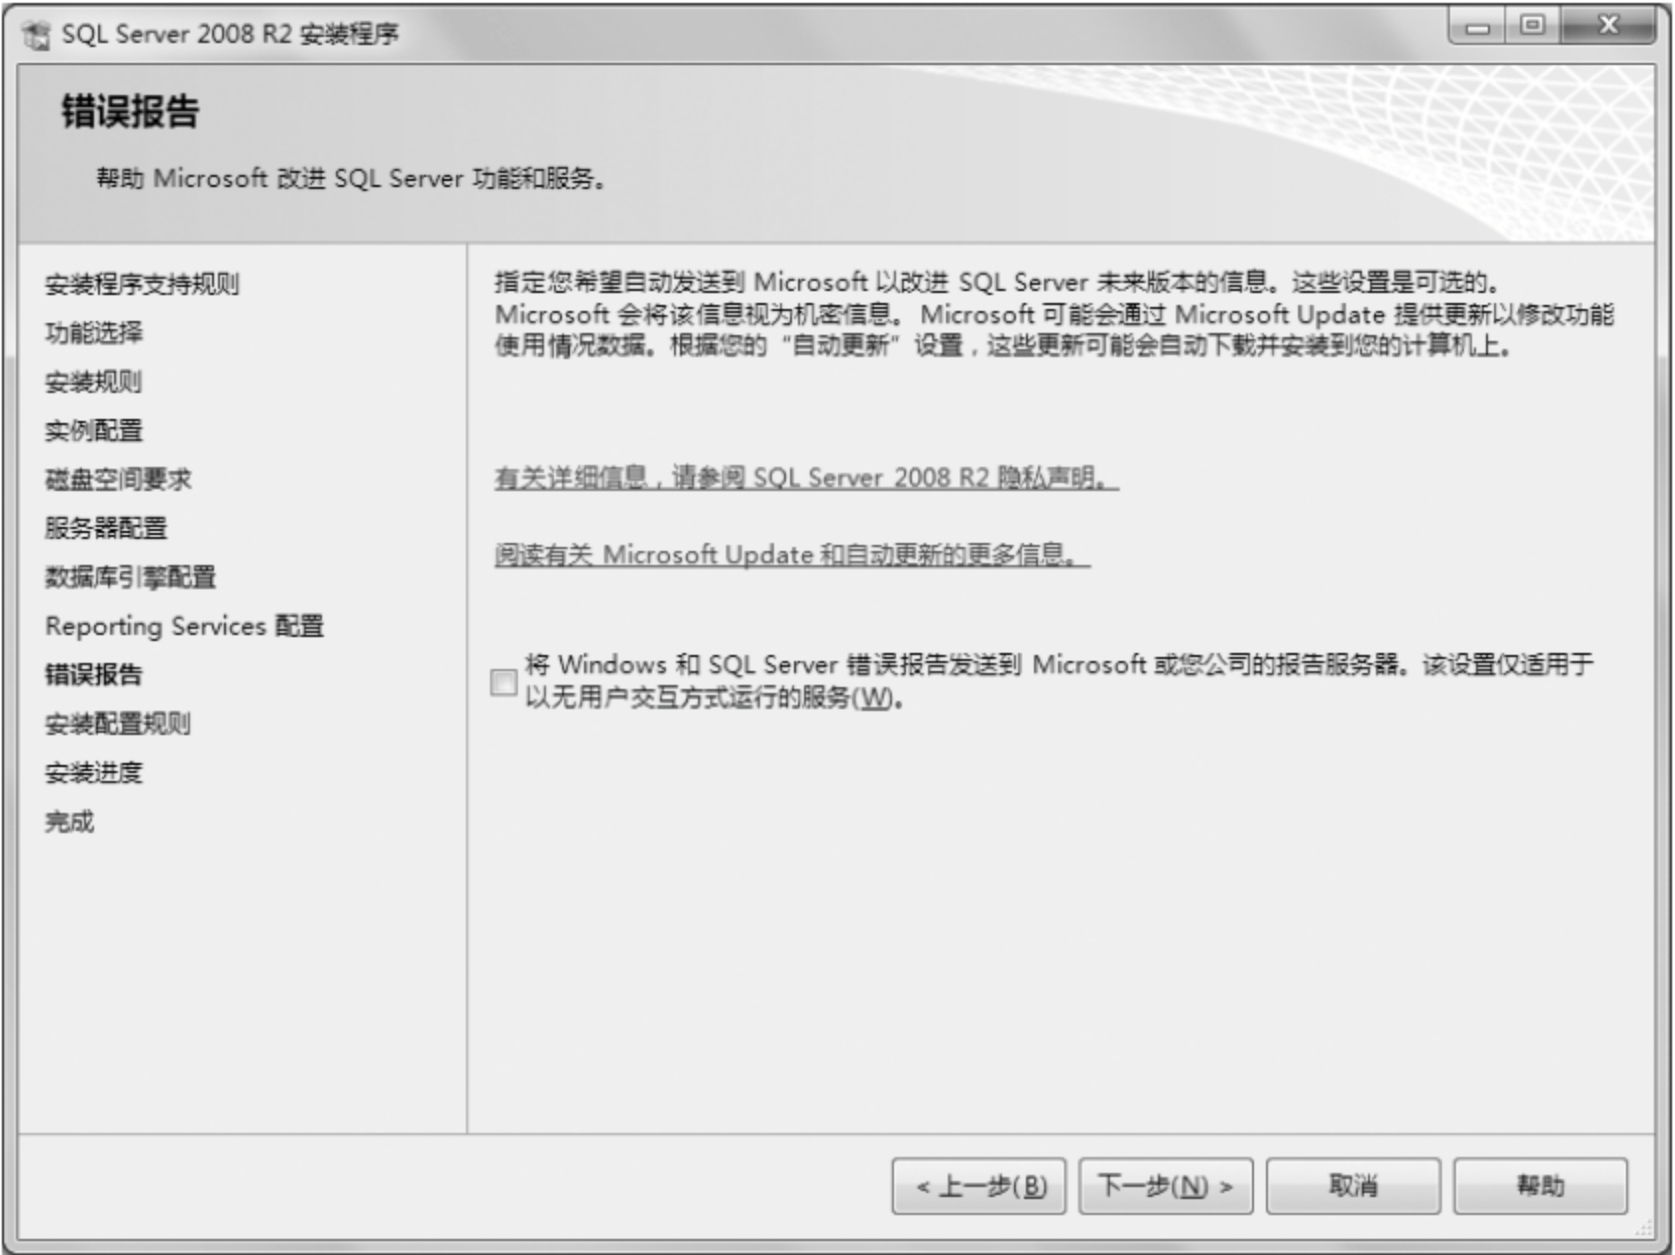 SQL Server 2008 R2 安装程序
错误报告
帮助 Microsoft 改进 SQL Server 功能和服务。
安装程序支持规则
功能选择
安装规则
实例配置
磁盘空间要求
服务器配置
数据库引擎配置
Reporting Services 配置
错误报告
安装配置规则
安装进度
完成
指定您希望自动发送到 Microsoft 以改进 SQL Server 未来版本的信息。这些设置是可选的。
Microsoft 会将该信息视为机密信息。 Microsoft 可能会通过 Microsoft Update 提供更新以修改功能
使用情况数据。根据您的“自动更新”设置，这些更新可能会自动下载并安装到您的计算机上。
有关详细信息，请参阅 SQL Server 2008 R2 隐私声明。
阅读有关 Microsoft Update 和自动更新的更多信息。
将 Windows 和 SQL Server 错误报告发送到 Microsoft 或您公司的报告服务器。该设置仅适用于
以无用户交互方式运行的服务(W)。
< 上一步(B)
下一步(N) >
取消
帮助